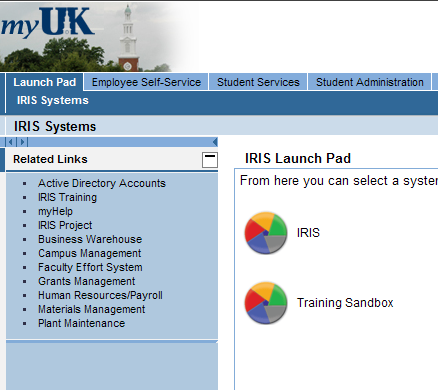 myUK
Launch Pad Employee Self-Service Student Services Student Administration
IRIS Systems
IRIS Systems
Related Links
Active Directory Accounts
IRIS Training
myHelp
IRIS Project
Business Warehouse
Campus Management
Faculty Effort System
Grants Management
Human Resources/Payroll
Materials Management
Plant Maintenance
IRIS Launch Pad
From here you can select a system
IRIS
Training Sandbox